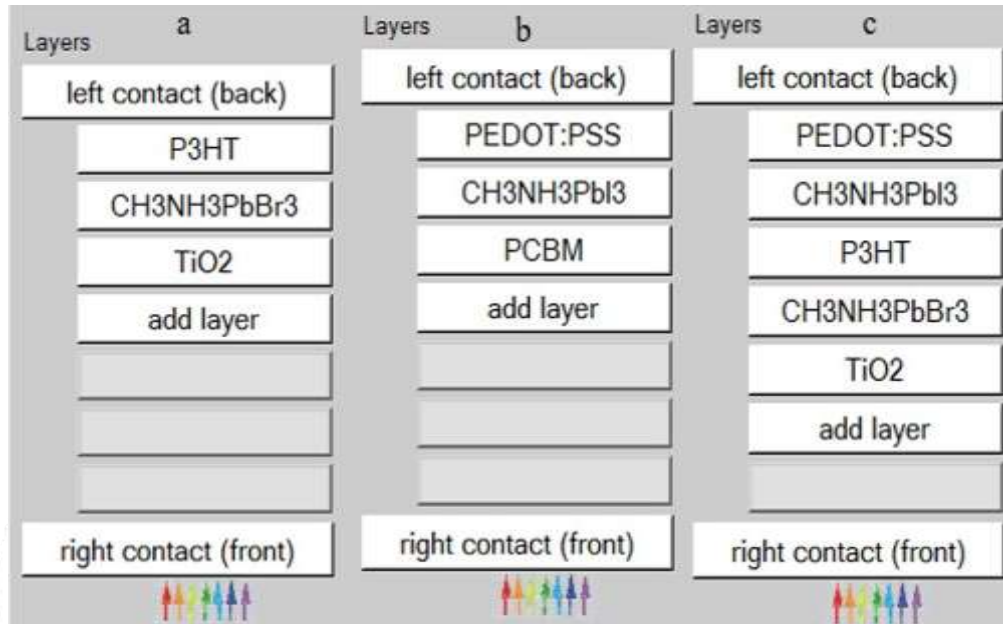 a
Layers
left contact (back)
P3HT
CH3NH3PbBr3
TiO2
add layer
right contact (front)
b
Layers
left contact (back)
PEDOT:PSS
CH3NH3PbI3
PCBM
add layer
right contact (front)
c
Layers
left contact (back)
PEDOT:PSS
CH3NH3PbI3
P3HT
CH3NH3PbBr3
TiO2
add layer
right contact (front)